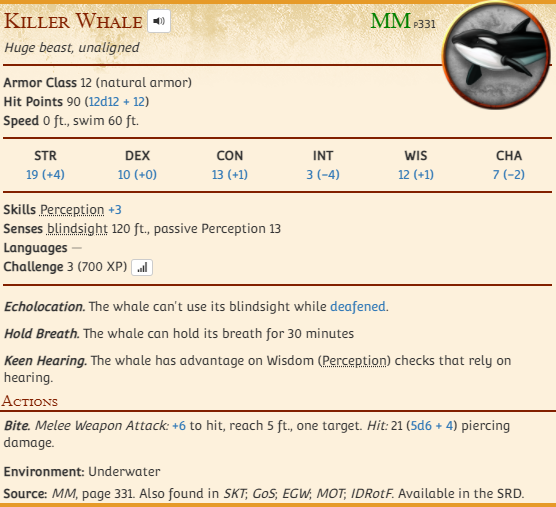 Killer Whale
MM p331
Huge beast, unaligned
Armor Class 12 (natural armor)
Hit Points 90 (12d12 + 12)
Speed 0 ft., swim 60 ft.
STR DEX CON INT WIS CHA
19 (+4) 10 (+0) 13 (+1) 3 (−4) 12 (+1) 7 (−2)
Skills Perception +3
Senses blindsight 120 ft., passive Perception 13
Languages —
Challenge 3 (700 XP)
Echolocation. The whale can't use its blindsight while deafened.
Hold Breath. The whale can hold its breath for 30 minutes
Keen Hearing. The whale has advantage on Wisdom (Perception) checks that rely on
hearing.
Actions
Bite. Melee Weapon Attack: +6 to hit, reach 5 ft., one target. Hit: 21 (5d6 + 4) piercing
damage.
Environment: Underwater
Source: MM, page 331. Also found in SKT; GoS; EGW; MOT; IDRotF. Available in the SRD.